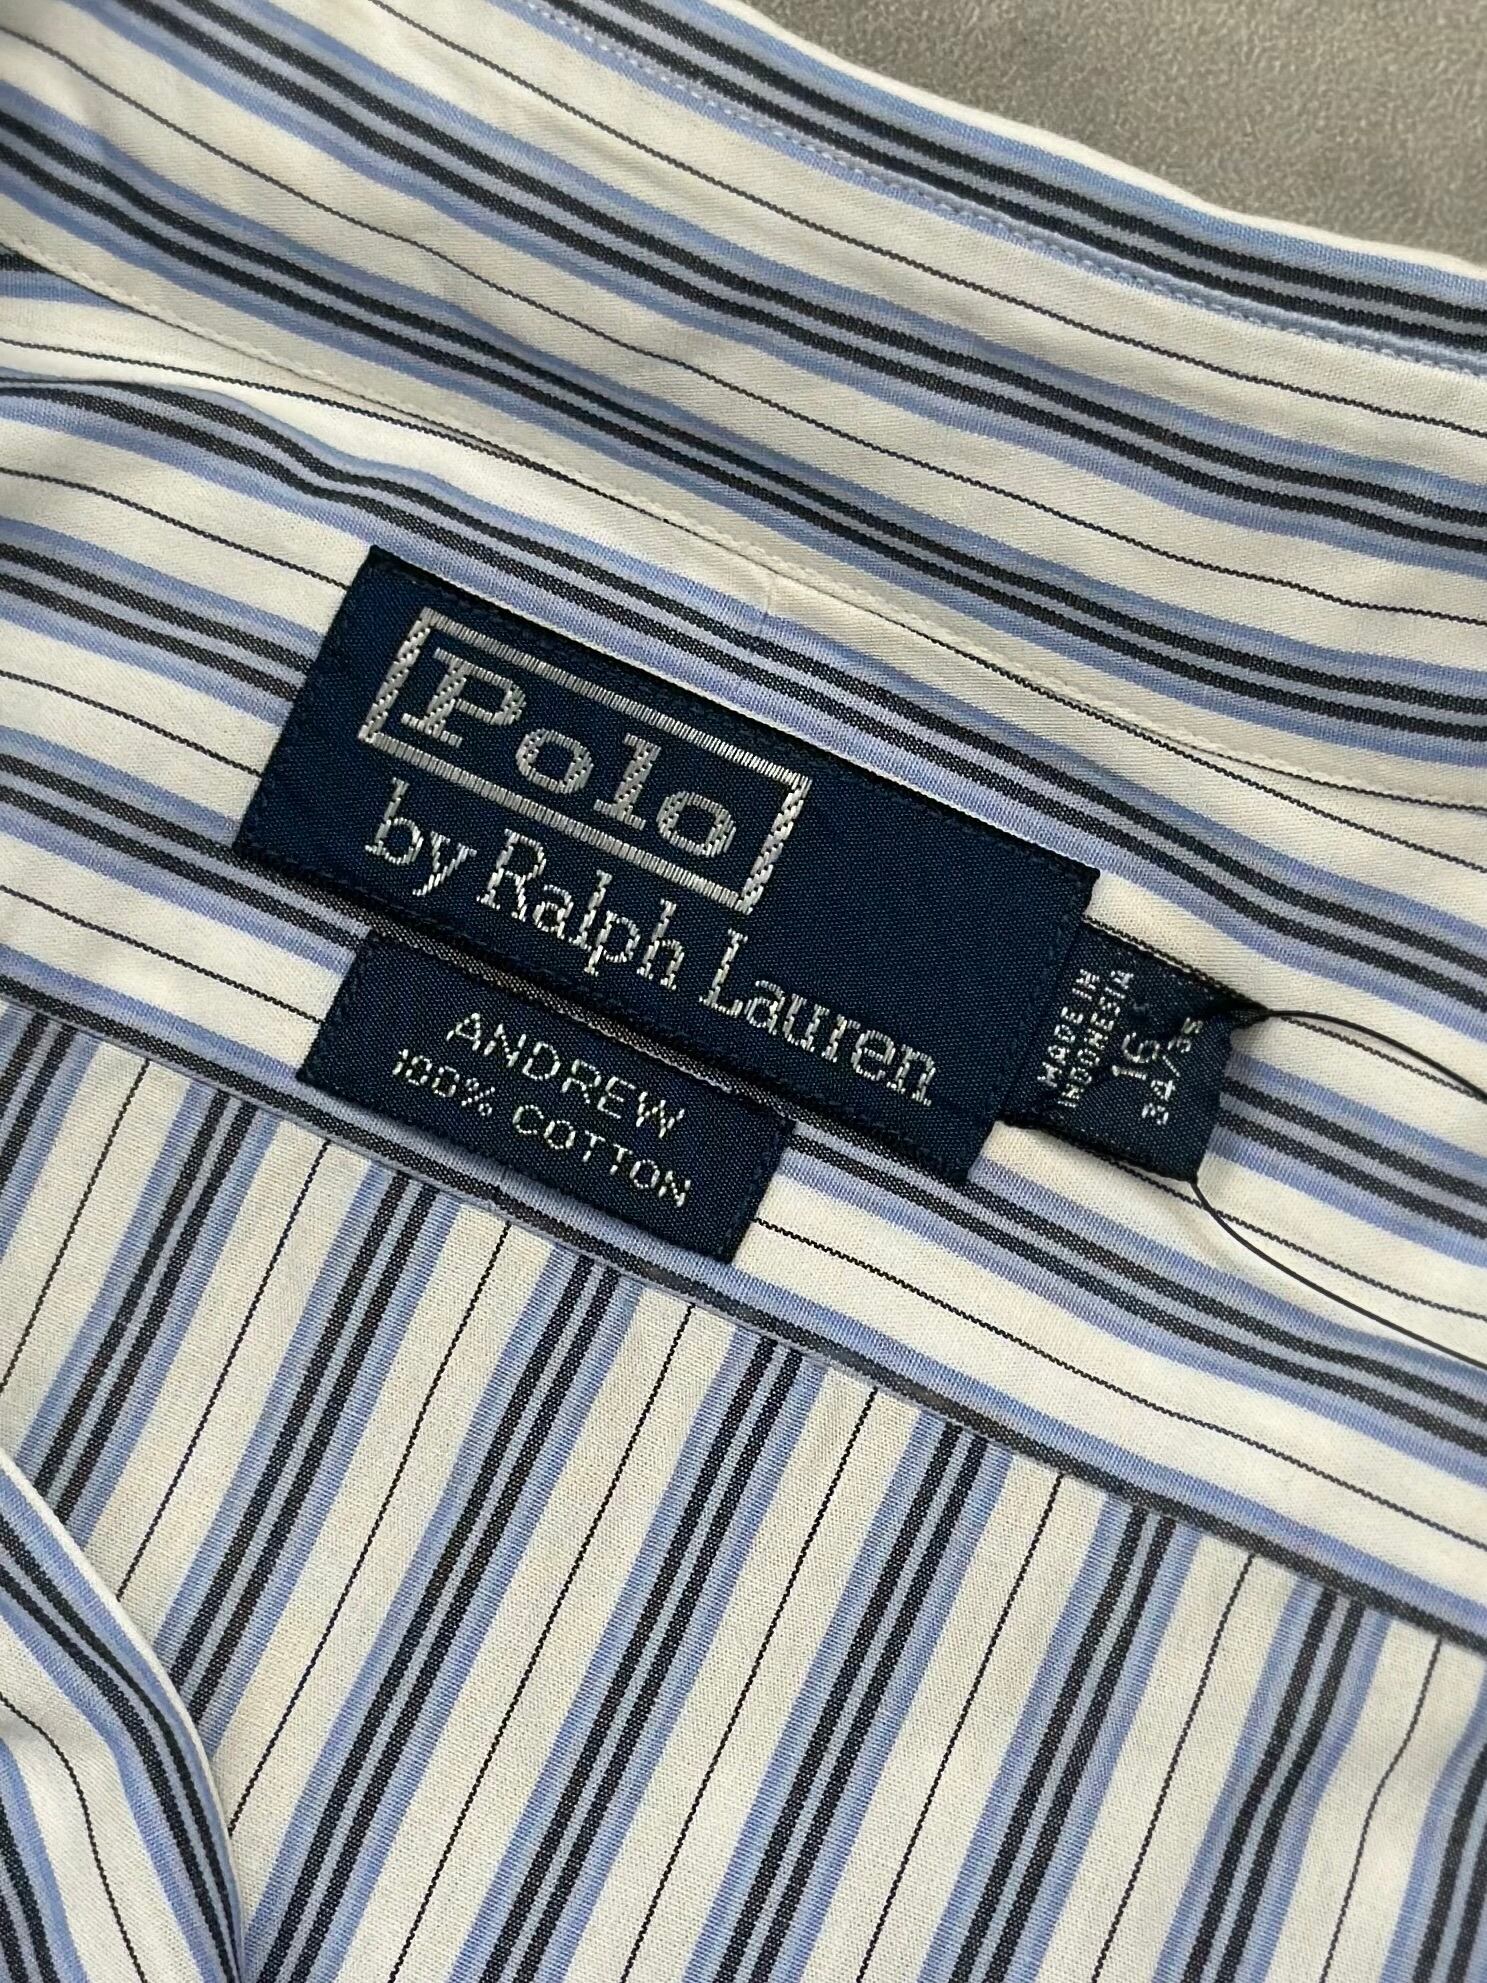 Polo
by Ralph Lauren
ANDREW
100% COTTON
MADE IN
INDONESIA
16
34/35